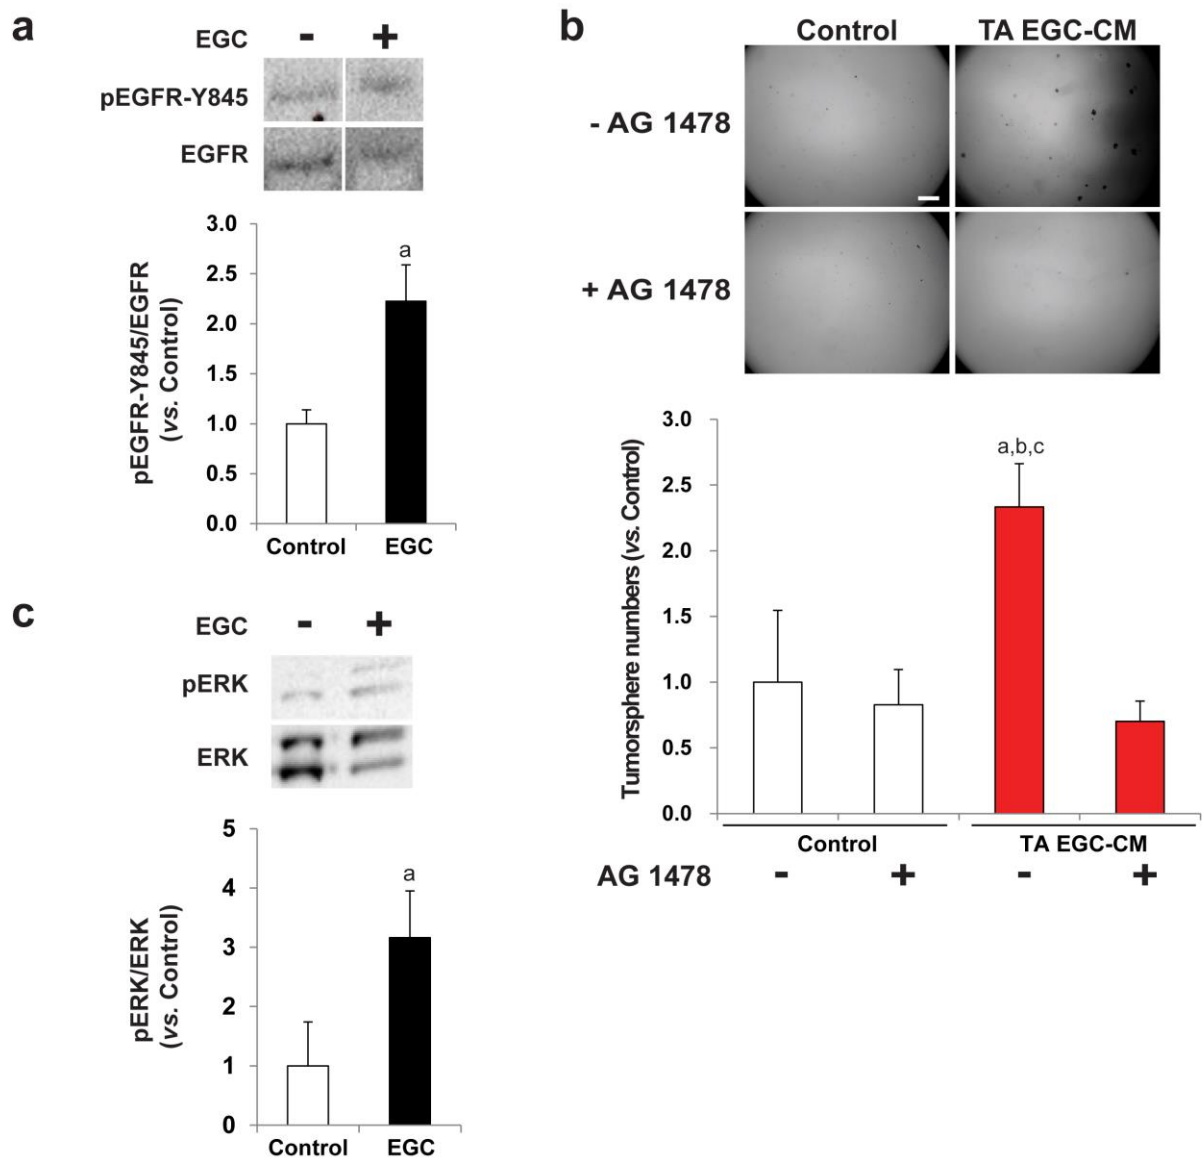 a
EGC - +
pEGFR-Y845
EGFR
pEGFR-Y845/EGFR
(vs. Control)
3.0
2.5
2.0
1.5
1.0
0.5
0.0
a
Control EGC
b
Control TA EGC-CM
- AG 1478
+ AG 1478
Tumorsphere numbers (vs. Control)
3.0
2.5
2.0
1.5
1.0
0.5
0.0
a,b,c
Control TA EGC-CM
AG 1478 - + - +
c
EGC - +
pERK
ERK
pERK/ERK
(vs. Control)
5
4
3
2
1
0
a
Control EGC